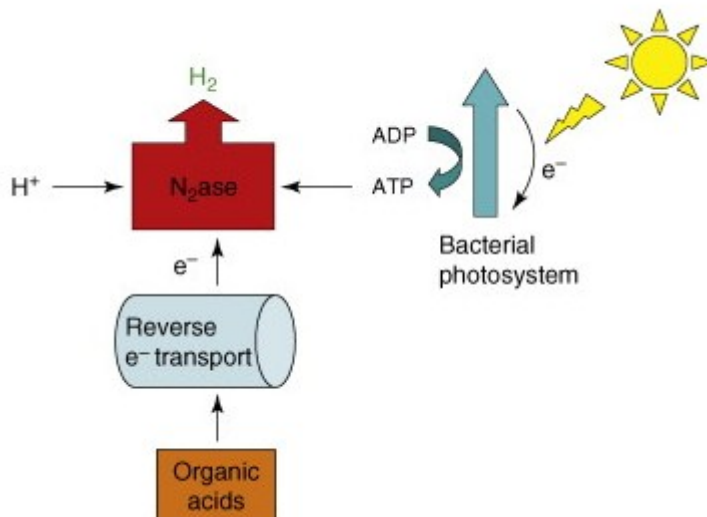 H₂
ADP
H⁺
N₂ase
ATP
e⁻
Bacterial
photosystem
e⁻
Reverse
e⁻ transport
Organic
acids